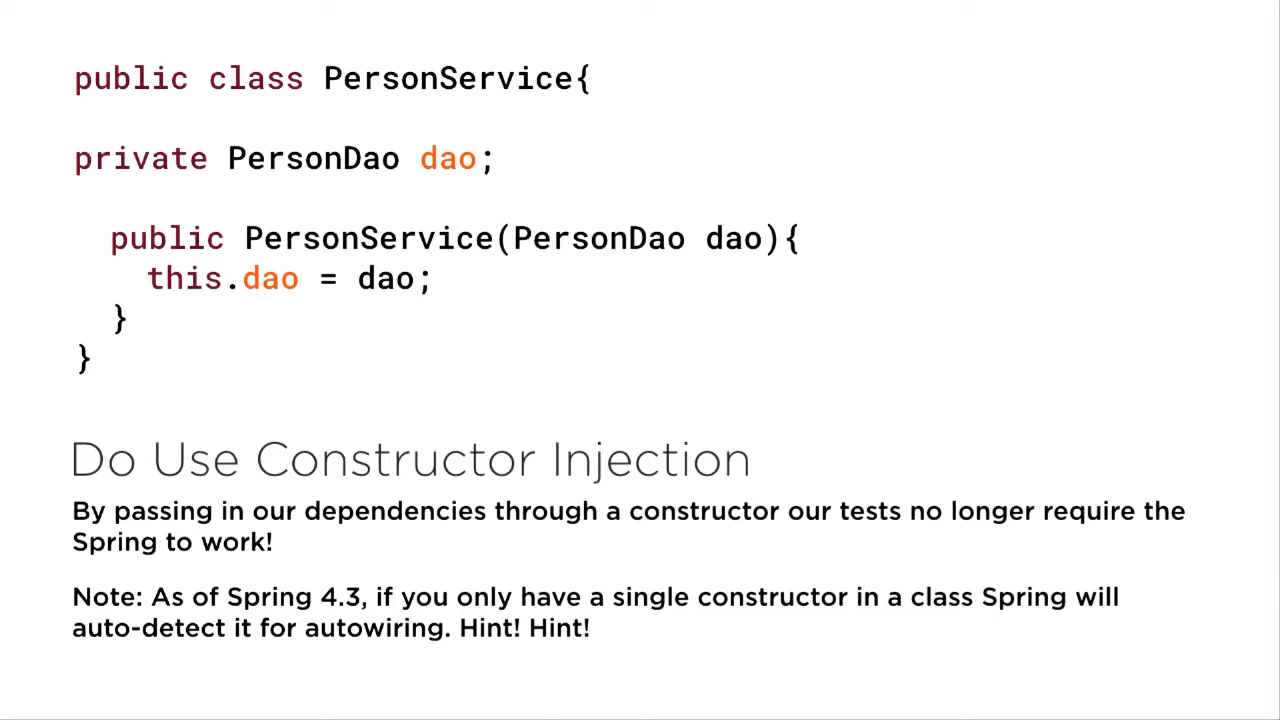 public class PersonService{
private PersonDao dao;
public PersonService(PersonDao dao){
this.dao = dao;
}
}
Do Use Constructor Injection
By passing in our dependencies through a constructor our tests no longer require the
Spring to work!
Note: As of Spring 4.3, if you only have a single constructor in a class Spring will
auto-detect it for autowiring. Hint! Hint!